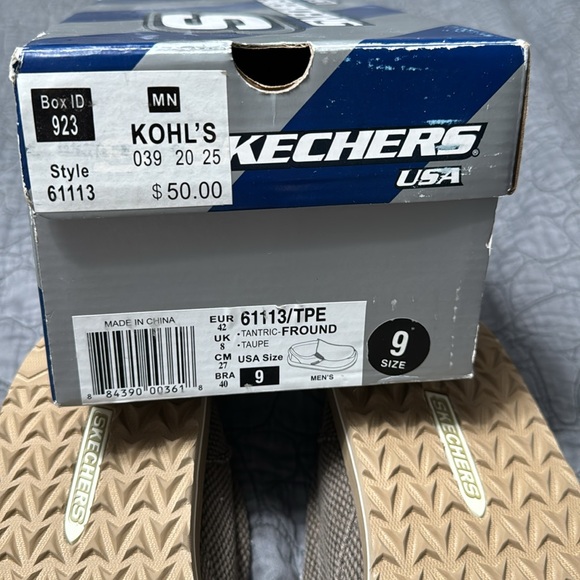 S
SKECHERS
Box ID
923
Style
61113
MN
KOHL'S
039 20 25
$50.00
KECHERS
USA
MADE IN CHINA
8 84390 00361 8
EUR
42
UK
8
CM
27
BRA
40
61113/TPE
•TANTRIC-FROUND
•TAUPE
USA Size
9
MEN'S
9
SIZE
SKECHERS
SKECHERS